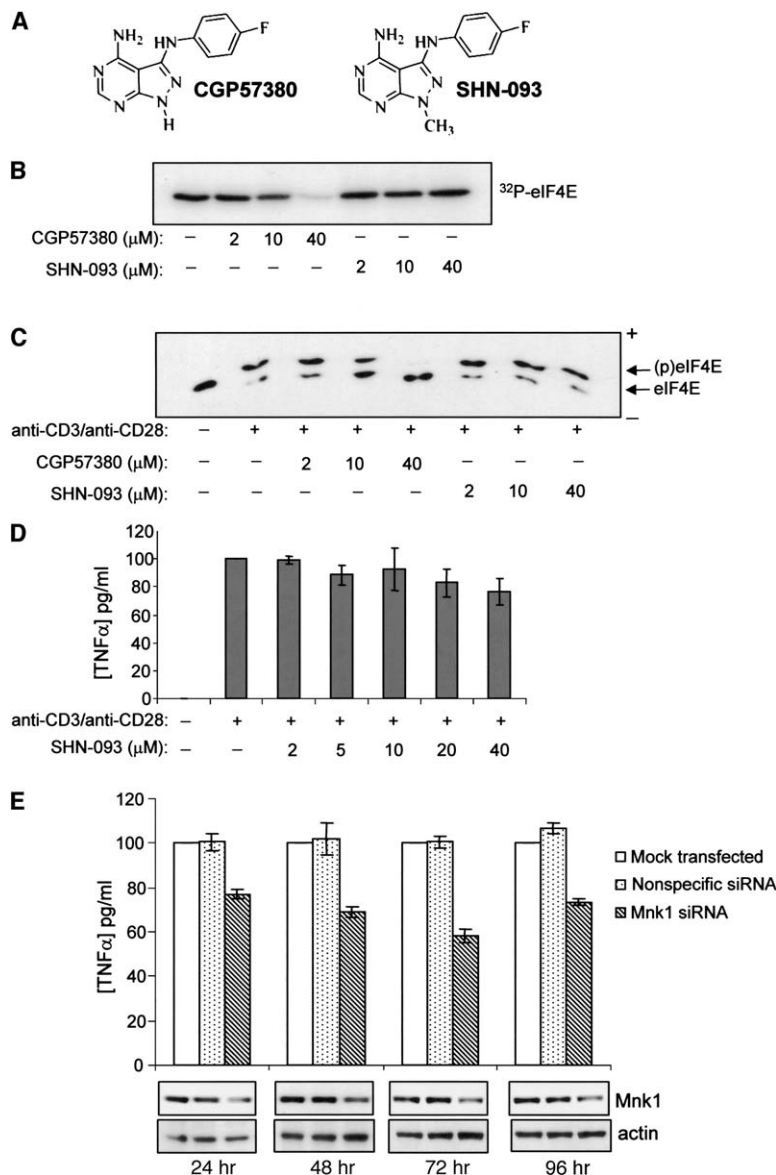 A
NH2 HN F
N N N N
H
CGP57380
NH2 HN F
N N N N
CH3
SHN-093
B
32P-eIF4E
CGP57380 (μM): – 2 10 40 – – –
SHN-093 (μM): – – – – 2 10 40
C
+
(p)eIF4E
eIF4E
–
anti-CD3/anti-CD28: – + + + + + + +
CGP57380 (μM): – – 2 10 40 – – –
SHN-093 (μM): – – – – – 2 10 40
D
120
100
80
60
40
20
0
[TNFα] pg/ml
anti-CD3/anti-CD28: – + + + + + +
SHN-093 (μM): – – 2 5 10 20 40
E
120
100
80
60
40
20
0
[TNFα] pg/ml
Mock transfected
Nonspecific siRNA
Mnk1 siRNA
Mnk1
actin
24 hr 48 hr 72 hr 96 hr